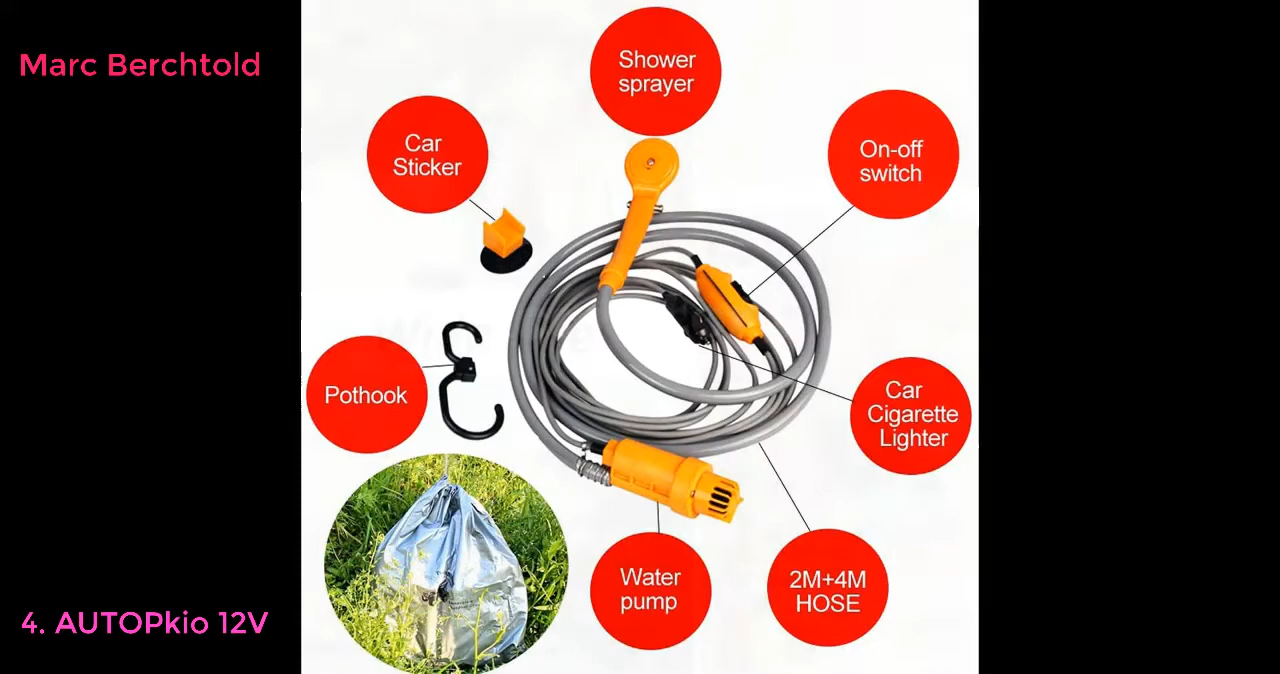 Marc Berchtold
Shower
sprayer
Car
Sticker
On-off
switch
Pothook
Car
Cigarette
Lighter
Water
pump
2M+4M
HOSE
4. AUTOPkio 12V